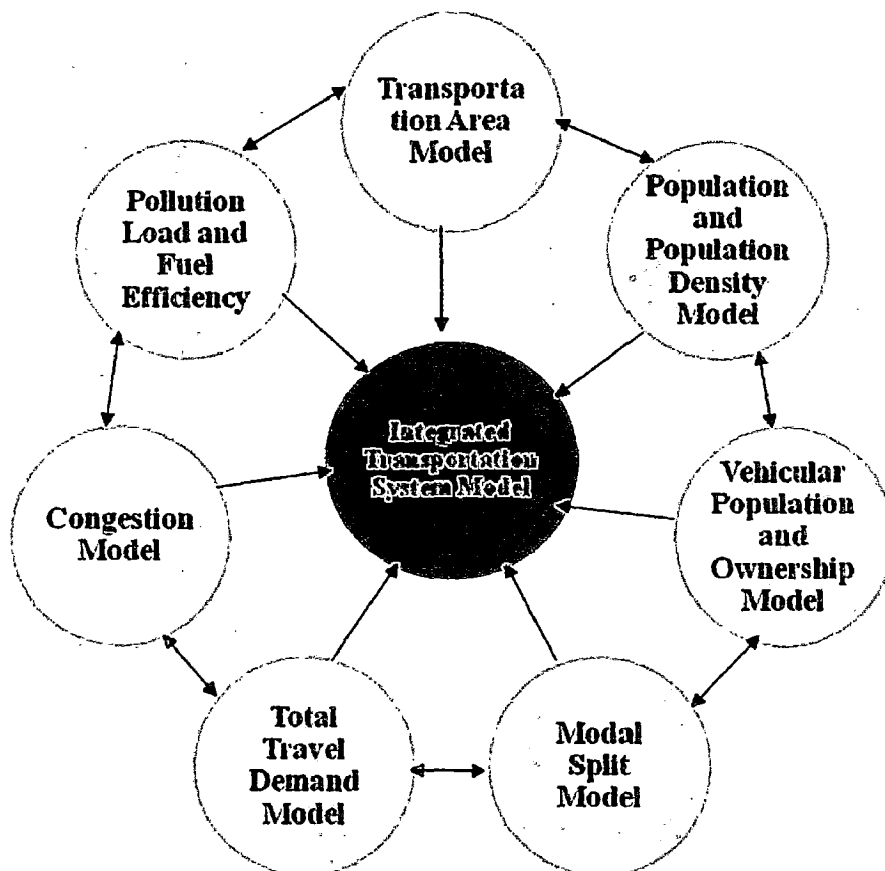 Transporta
tion Area
Model
Population
and
Population
Density
Model
Vehicular
Population
and
Ownership
Model
Modal
Split
Model
Total
Travel
Demand
Model
Congestion
Model
Pollution
Load and
Fuel
Efficiency
Integrated
Transportation
System Model